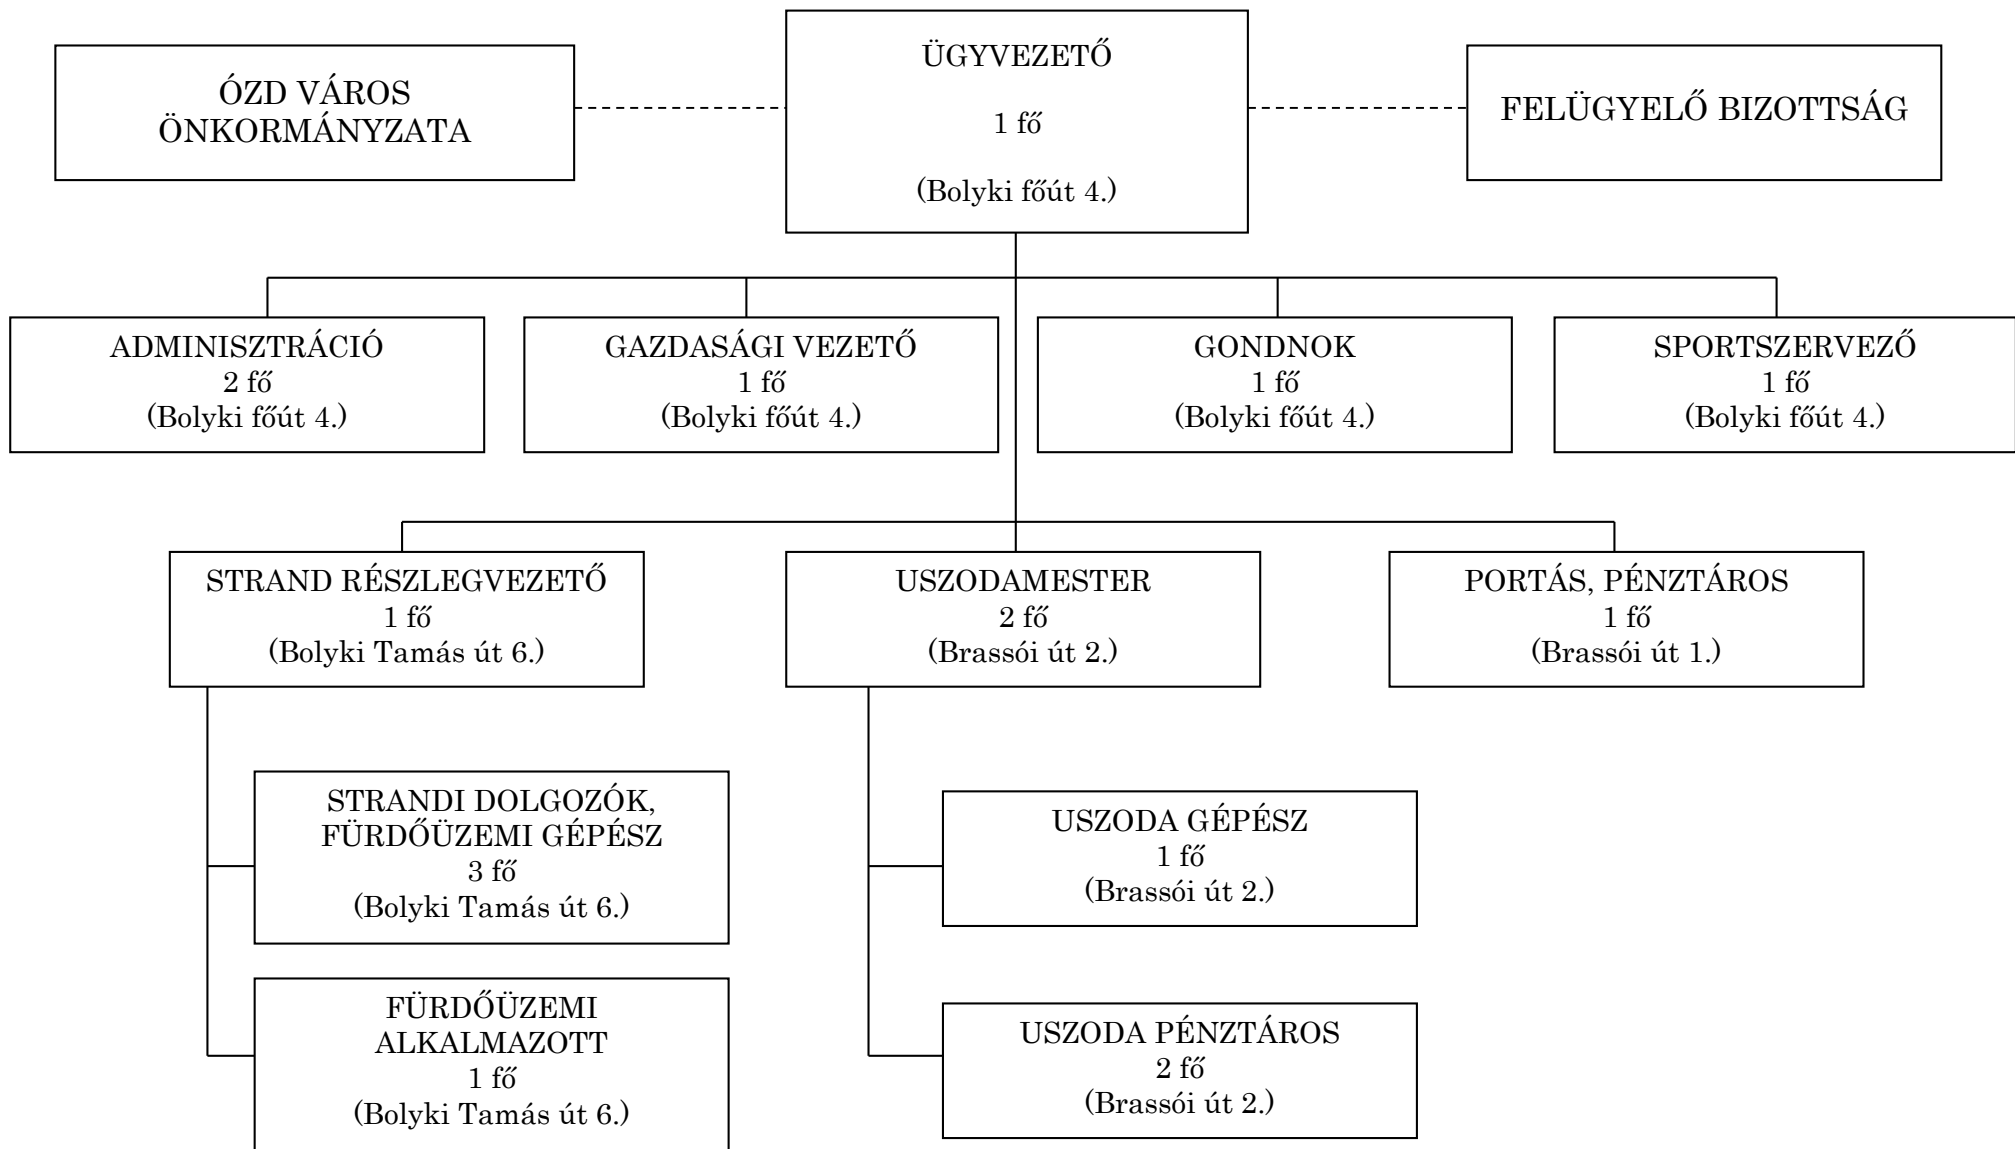 ÓZD VÁROS
ÖNKORMÁNYZATA
ÜGYVEZETŐ
1 fő
(Bolyki főút 4.)
FELÜGYELŐ BIZOTTSÁG
ADMINISZTRÁCIÓ
2 fő
(Bolyki főút 4.)
GAZDASÁGI VEZETŐ
1 fő
(Bolyki főút 4.)
GONDNOK
1 fő
(Bolyki főút 4.)
SPORTSZERVEZŐ
1 fő
(Bolyki főút 4.)
STRAND RÉSZLEGVEZETŐ
1 fő
(Bolyki Tamás út 6.)
USZODAMESTER
2 fő
(Brassói út 2.)
PORTÁS, PÉNZTÁROS
1 fő
(Brassói út 1.)
STRANDI DOLGOZÓK,
FÜRDŐÜZEMI GÉPÉSZ
3 fő
(Bolyki Tamás út 6.)
FÜRDŐÜZEMI
ALKALMAZOTT
1 fő
(Bolyki Tamás út 6.)
USZODA GÉPÉSZ
1 fő
(Brassói út 2.)
USZODA PÉNZTÁROS
2 fő
(Brassói út 2.)